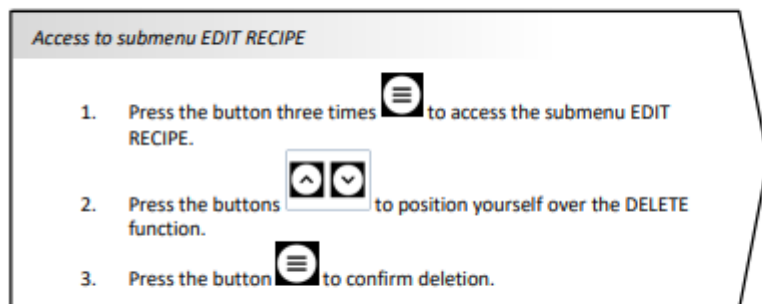 Access to submenu EDIT RECIPE
1. Press the button three times to access the submenu EDIT
RECIPE.
2. Press the buttons to position yourself over the DELETE
function.
3. Press the button to confirm deletion.